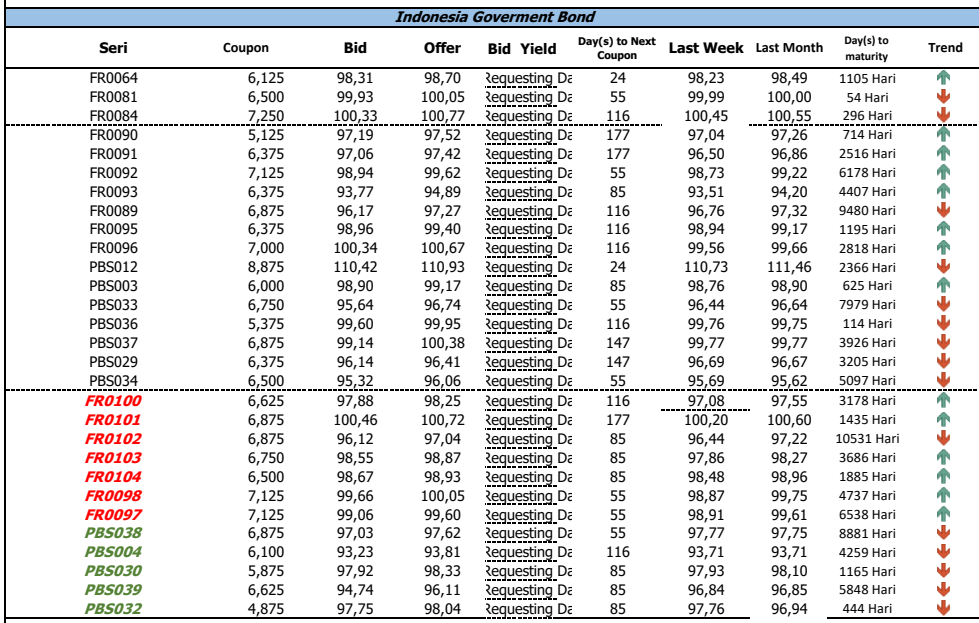 Indonesia Goverment Bond
Seri Coupon Bid Offer Bid Yield Day(s) to Next Coupon Last Week Last Month Day(s) to maturity Trend
FR0064 6,125 98,31 98,70 Requesting Da 24 98,23 98,49 1105 Hari
FR0081 6,500 99,93 100,05 Requesting Da 55 99,99 100,00 54 Hari
FR0084 7,250 100,33 100,77 Requesting Da 116 100,45 100,55 296 Hari
FR0090 5,125 97,19 97,52 Requesting Da 177 97,04 97,26 714 Hari
FR0091 6,375 97,06 97,42 Requesting Da 177 96,50 96,86 2516 Hari
FR0092 7,125 98,94 99,62 Requesting Da 55 98,73 99,22 6178 Hari
FR0093 6,375 93,77 94,89 Requesting Da 85 93,51 94,20 4407 Hari
FR0089 6,875 96,17 97,27 Requesting Da 116 96,76 97,32 9480 Hari
FR0095 6,375 98,96 99,40 Requesting Da 116 98,94 99,17 1195 Hari
FR0096 7,000 100,34 100,67 Requesting Da 116 99,56 99,66 2818 Hari
PBS012 8,875 110,42 110,93 Requesting Da 24 110,73 111,46 2366 Hari
PBS003 6,000 98,90 99,17 Requesting Da 85 98,76 98,90 625 Hari
PBS033 6,750 95,64 96,74 Requesting Da 55 96,44 96,64 7979 Hari
PBS036 5,375 99,60 99,95 Requesting Da 116 99,76 99,75 114 Hari
PBS037 6,875 99,14 100,38 Requesting Da 147 99,77 99,77 3926 Hari
PBS029 6,375 96,14 96,41 Requesting Da 147 96,69 96,67 3205 Hari
PBS034 6,500 95,32 96,06 Requesting Da 55 95,69 95,62 5097 Hari
FR0100 6,625 97,88 98,25 Requesting Da 116 97,08 97,55 3178 Hari
FR0101 6,875 100,46 100,72 Requesting Da 177 100,20 100,60 1435 Hari
FR0102 6,875 96,12 97,04 Requesting Da 85 96,44 97,22 10531 Hari
FR0103 6,750 98,55 98,87 Requesting Da 85 97,86 98,27 3686 Hari
FR0104 6,500 98,67 98,93 Requesting Da 85 98,48 98,96 1885 Hari
FR0098 7,125 99,66 100,05 Requesting Da 55 98,87 99,75 4737 Hari
FR0097 7,125 99,06 99,60 Requesting Da 55 98,91 99,61 6538 Hari
PBS038 6,875 97,03 97,62 Requesting Da 55 97,77 97,75 8881 Hari
PBS004 6,100 93,23 93,81 Requesting Da 116 93,71 93,71 4259 Hari
PBS030 5,875 97,92 98,33 Requesting Da 85 97,93 98,10 1165 Hari
PBS039 6,625 94,74 96,11 Requesting Da 85 96,84 96,85 5848 Hari
PBS032 4,875 97,75 98,04 Requesting Da 85 97,76 96,94 444 Hari